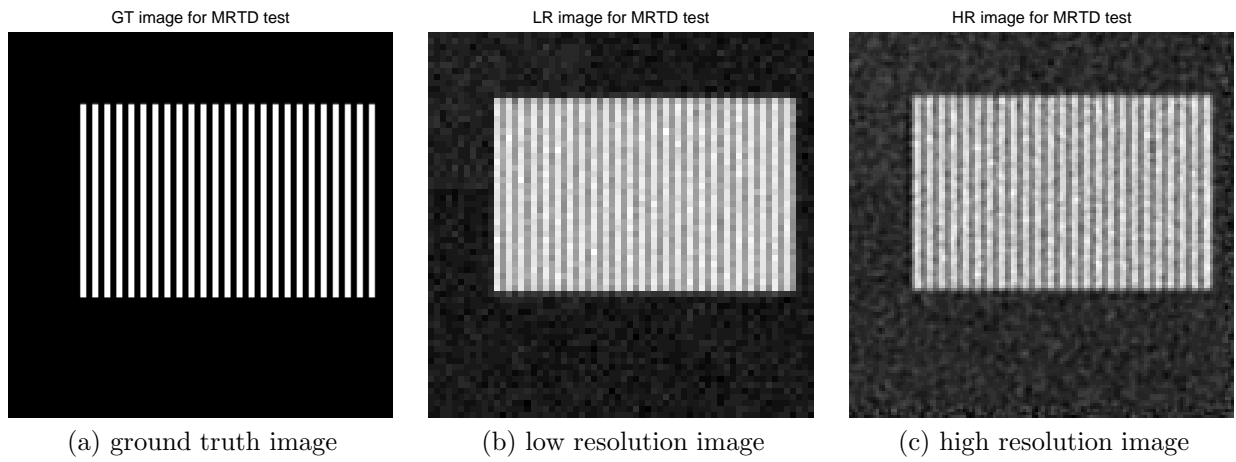 GT image for MRTD test
LR image for MRTD test
HR image for MRTD test
(a) ground truth image
(b) low resolution image
(c) high resolution image